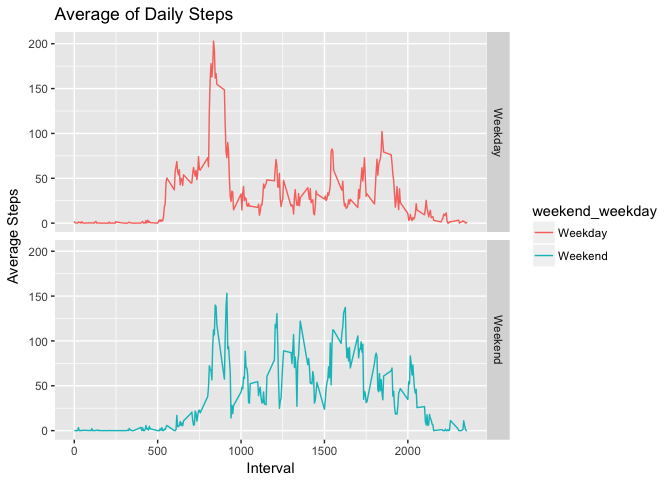 Average of Daily Steps
200
150
100
50
0
Weekday
200
150
100
50
0
Weekend
0
500
1000
1500
2000
Interval
Average Steps
weekend_weekday
Weekday
Weekend